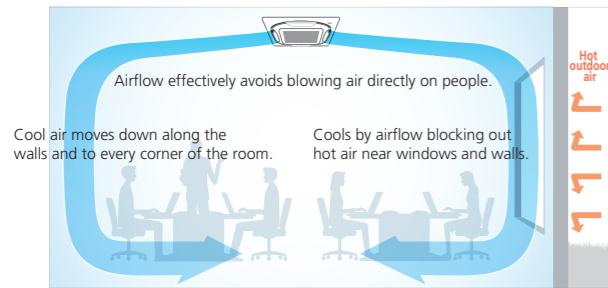 Airflow effectively avoids blowing air directly on people.
Cool air moves down along the
walls and to every corner of the room.
Cools by airflow blocking out
hot air near windows and walls.
Hot
outdoor
air